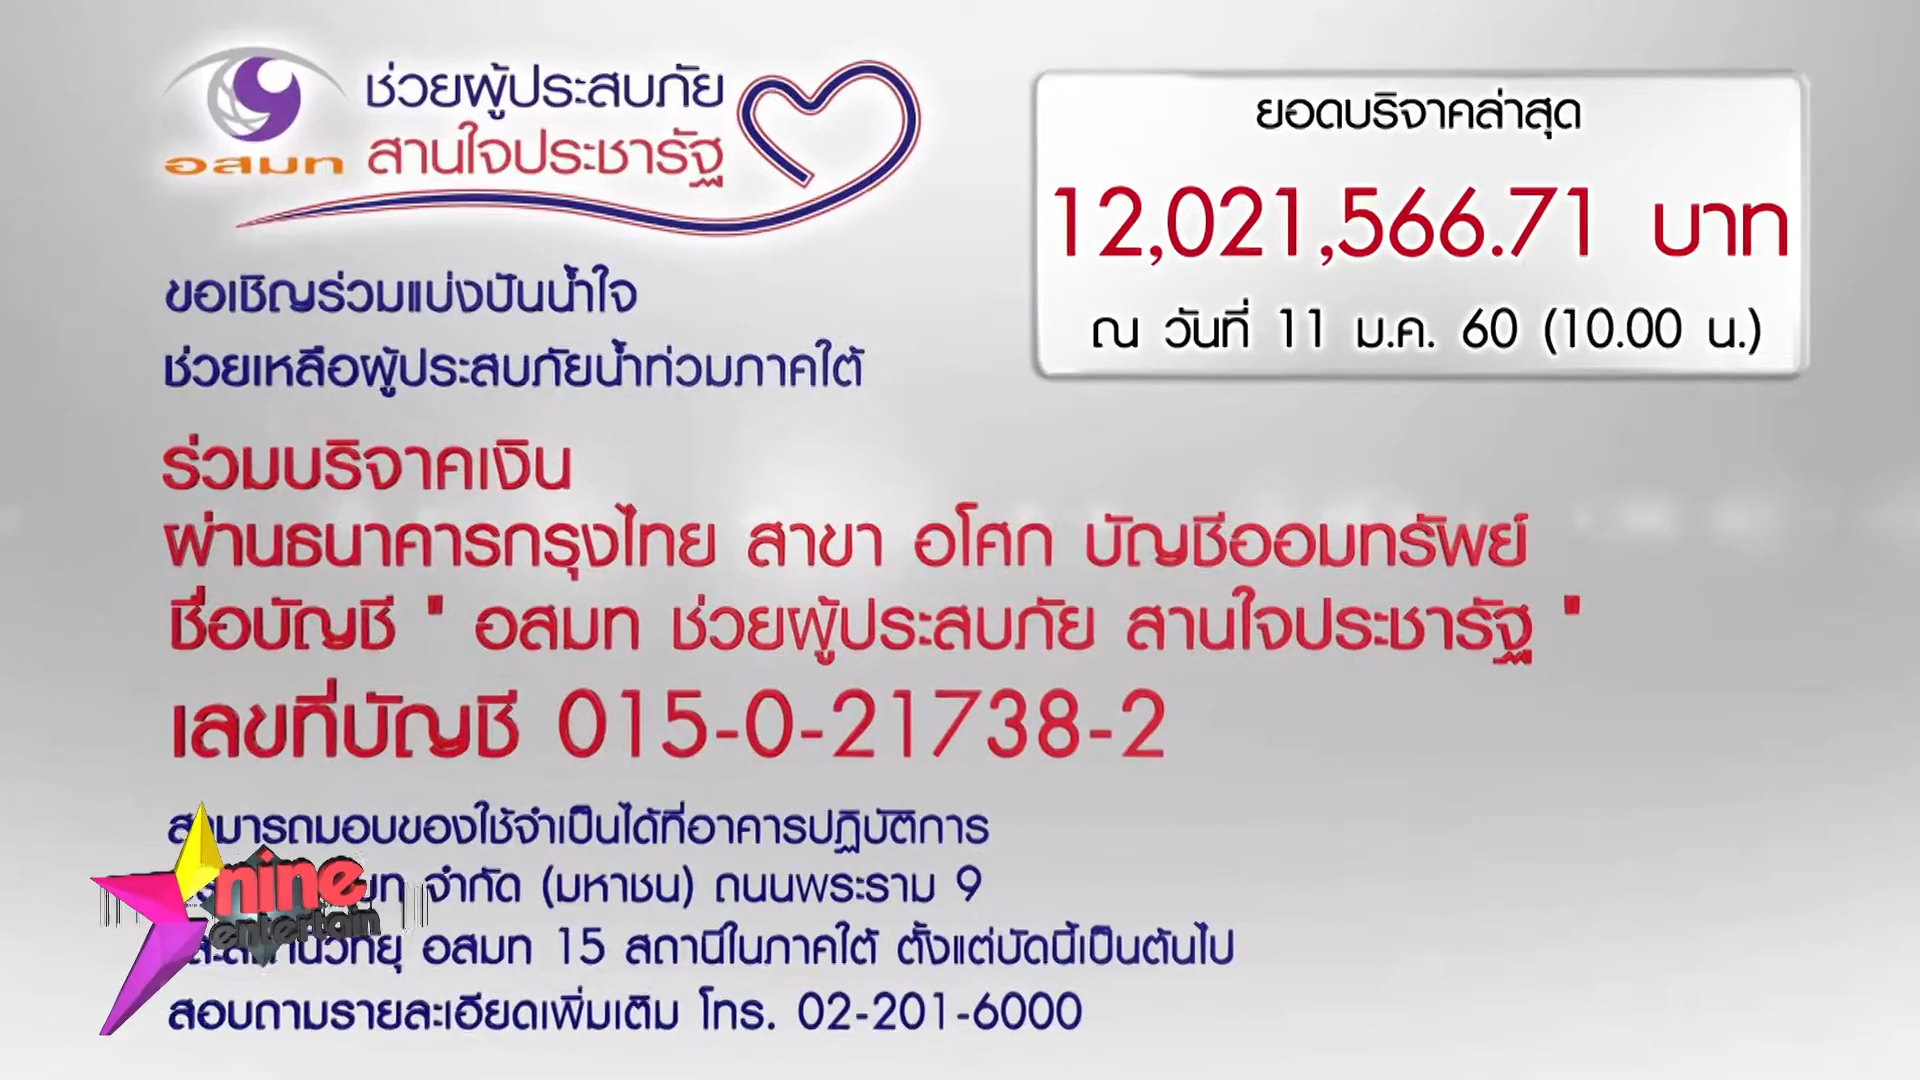 อสมท
ช่วยผู้ประสบภัย
สานใจประชารัฐ
ยอดบริจาคล่าสุด
12,021,566.71 บาท
ณ วันที่ 11 ม.ค. 60 (10.00 น.)
ขอเชิญร่วมแบ่งปันน้ำใจ
ช่วยเหลือผู้ประสบภัยน้ำท่วมภาคใต้
ร่วมบริจาคเงิน
ผ่านธนาคารกรุงไทย สาขา อโศก บัญชีออมทรัพย์
ชื่อบัญชี " อสมท ช่วยผู้ประสบภัย สานใจประชารัฐ "
เลขที่บัญชี 015-0-21738-2
สามารถมอบของใช้จำเป็นได้ที่อาคารปฏิบัติการ
จำกัด (มหาชน) ถนนพระราม 9
อสมท 15 สถานีในภาคใต้ ตั้งแต่บัดนี้เป็นต้นไป
สอบถามรายละเอียดเพิ่มเติม โทร. 02-201-6000
nine
entertain